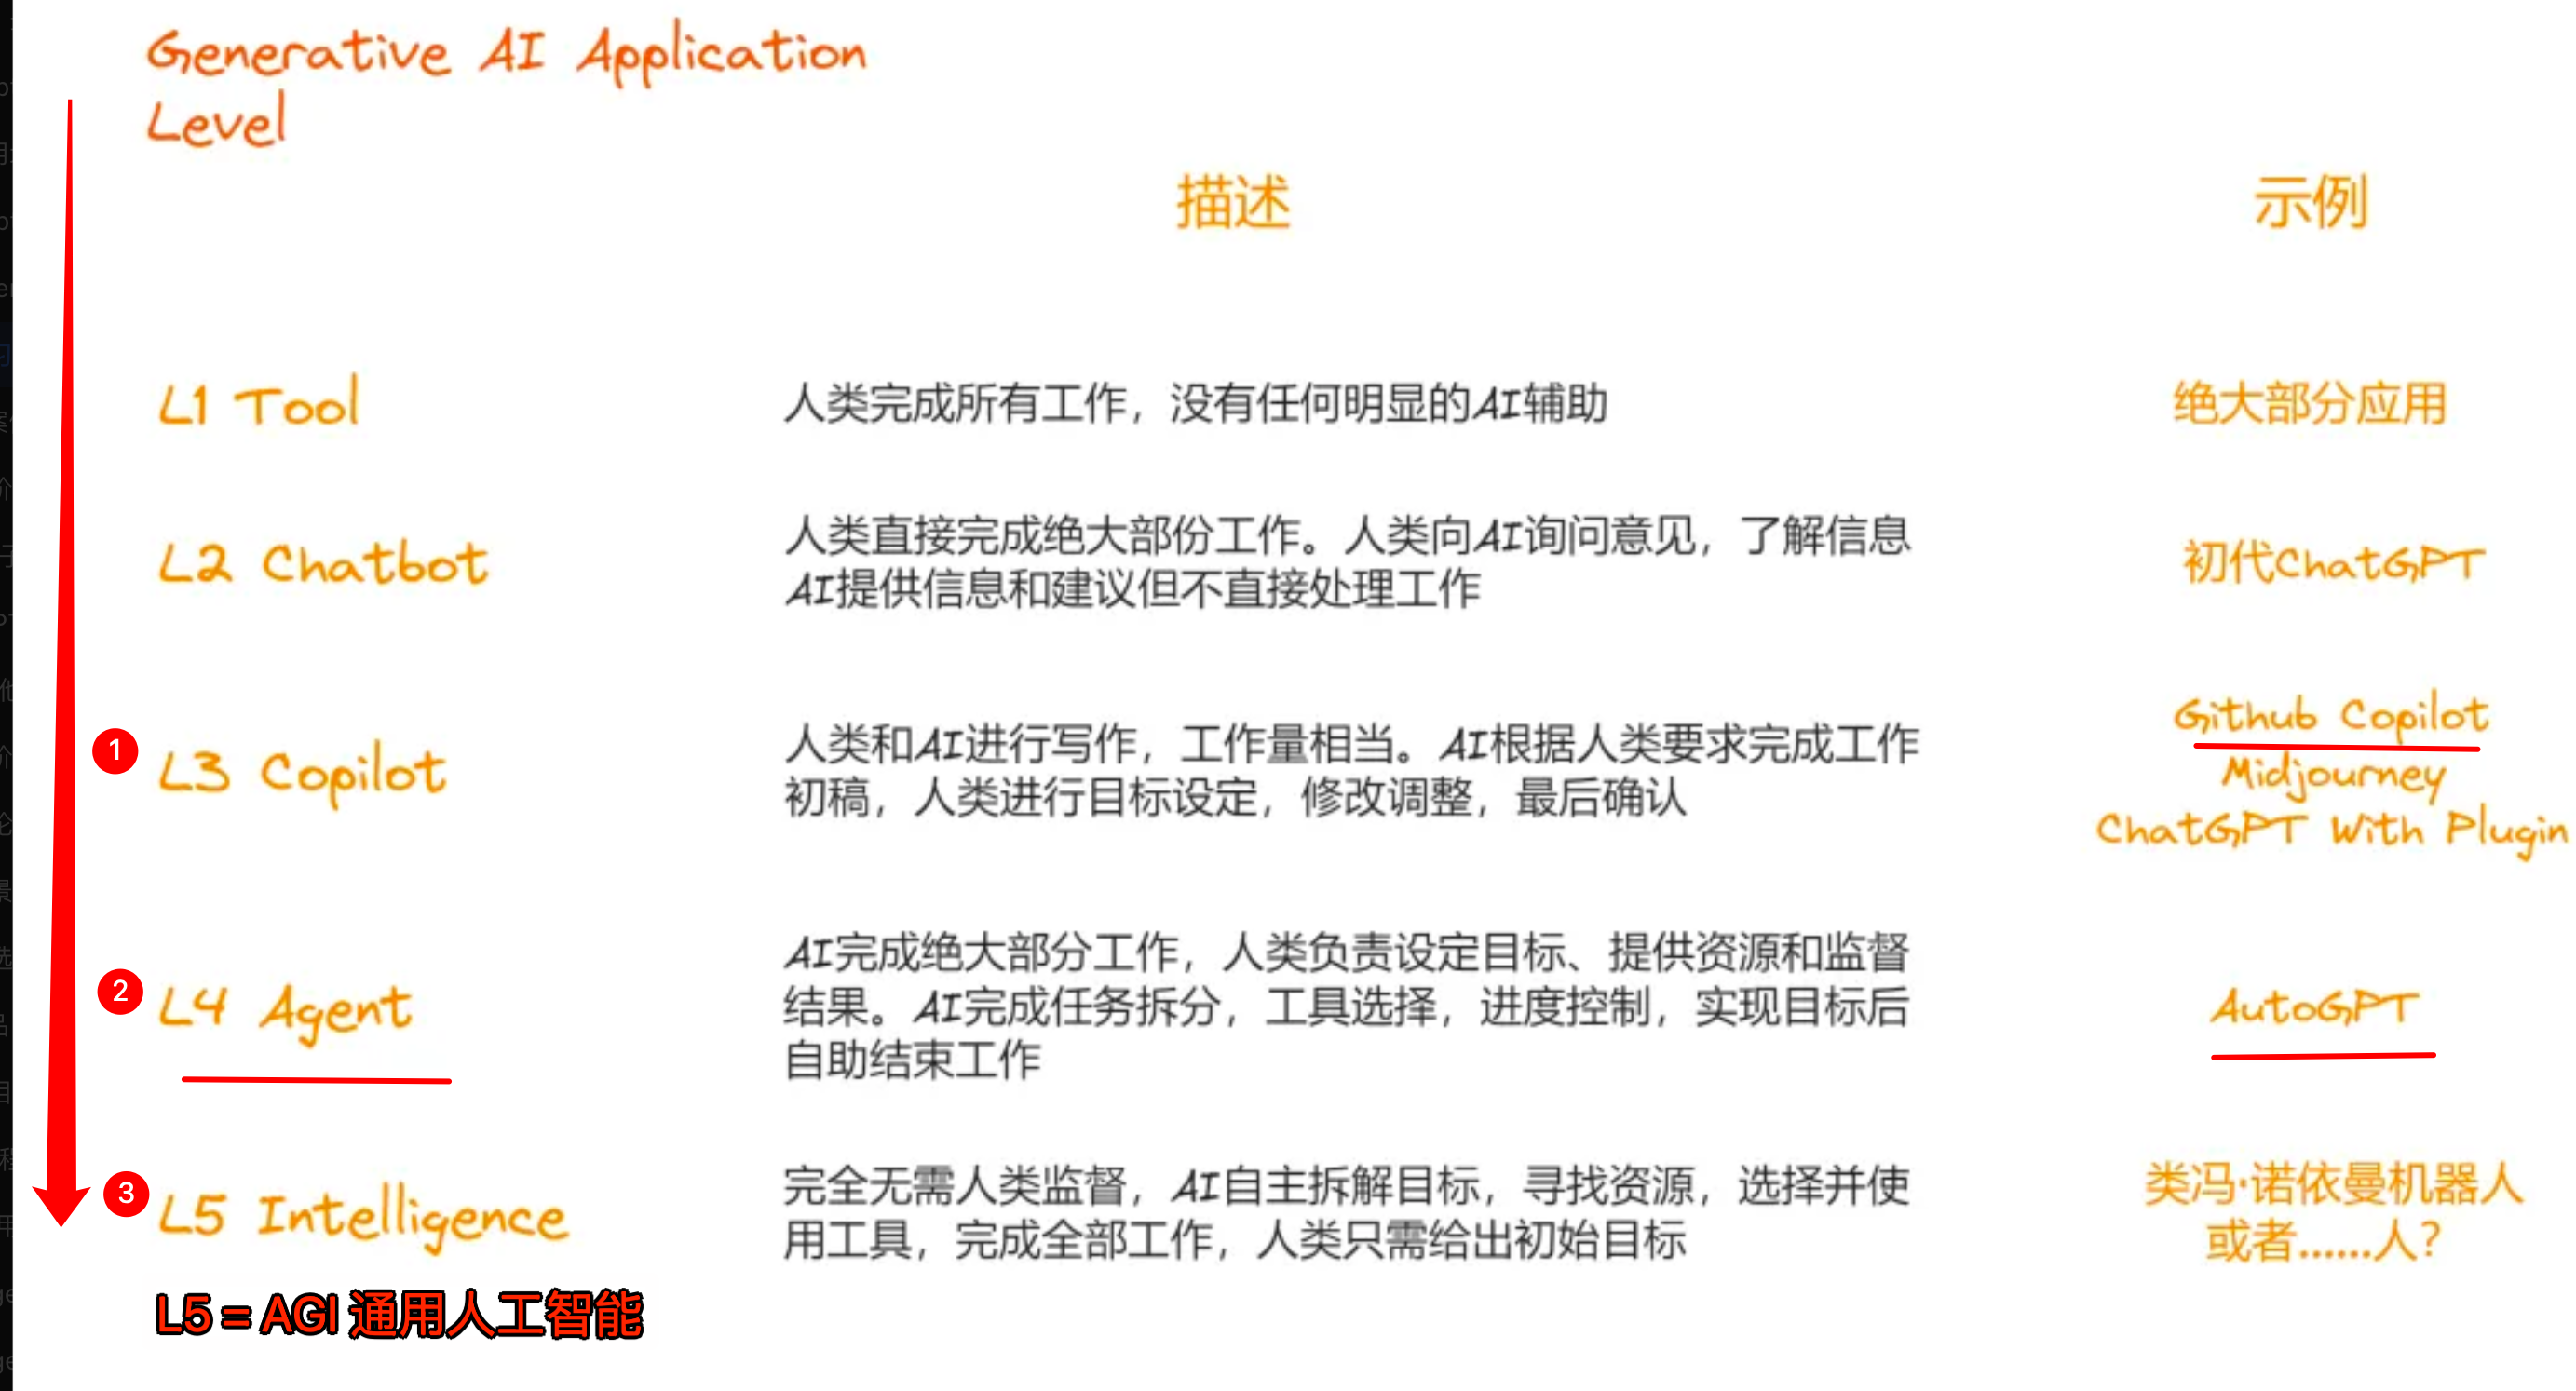 Generative AI Application
Level
描述
示例
L1 Tool
人类完成所有工作，没有任何明显的AI辅助
绝大部分应用
L2 Chatbot
人类直接完成绝大部份工作。人类向AI询问意见，了解信息
AI提供信息和建议但不直接处理工作
初代ChatGPT
1
L3 Copilot
人类和AI进行写作，工作量相当。AI根据人类要求完成工作
初稿，人类进行目标设定，修改调整，最后确认
Github Copilot
Midjourney
ChatGPT With Plugin
2
L4 Agent
AI完成绝大部分工作，人类负责设定目标、提供资源和监督
结果。AI完成任务拆分，工具选择，进度控制，实现目标后
自助结束工作
AutoGPT
3
L5 Intelligence
完全无需人类监督，AI自主拆解目标，寻找资源，选择并使
用工具，完成全部工作，人类只需给出初始目标
类冯·诺依曼机器人
或者……人？
L5 = AGI 通用人工智能